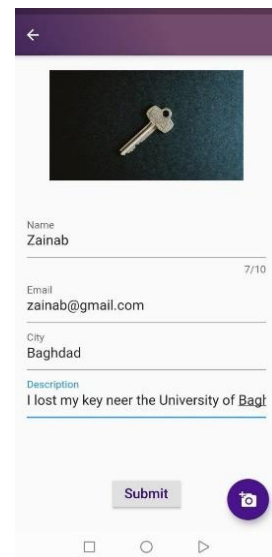 Name
Zainab
7/10
Email
zainab@gmail.com
City
Baghdad
Description
I lost my key neer the University of Bagh
Submit